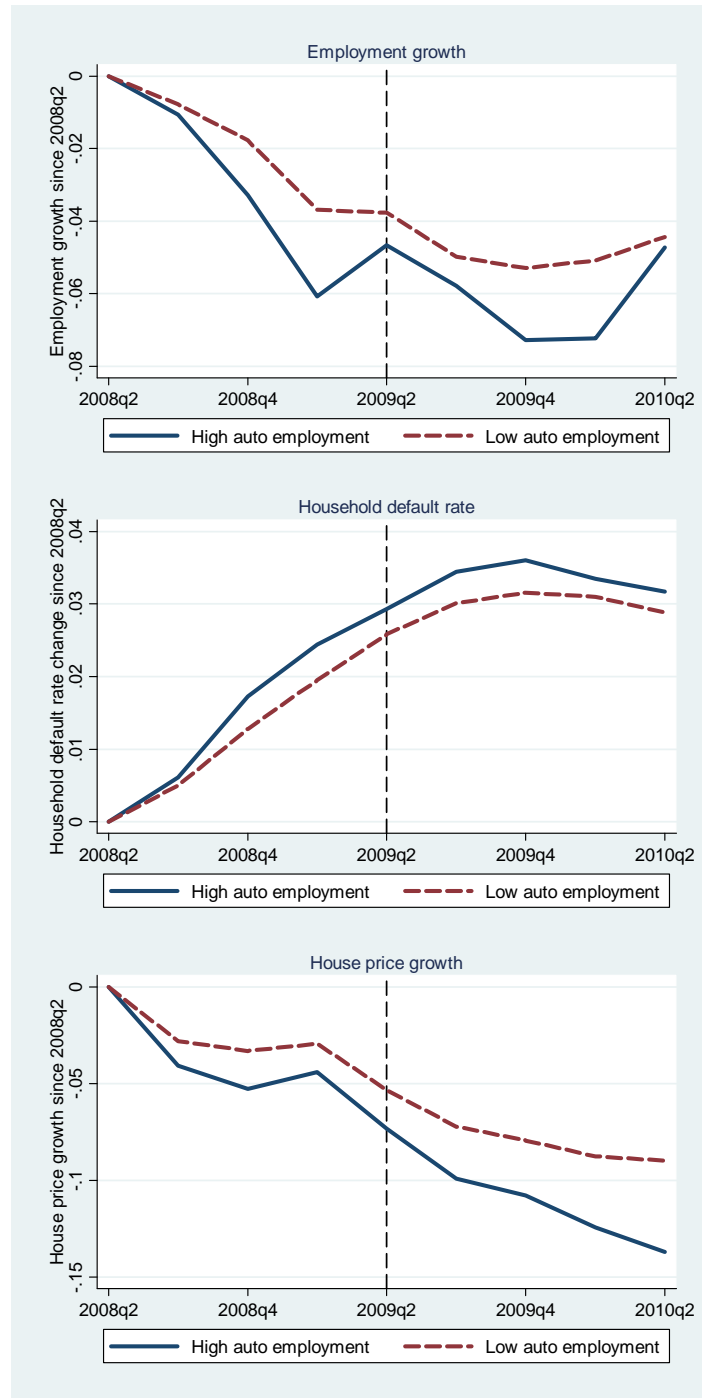 Employment growth
Employment growth since 2008q2
0
-.02
-.04
-.06
-.08
2008q2 2008q4 2009q2 2009q4 2010q2
High auto employment Low auto employment
Household default rate
Household default rate change since 2008q2
.04
.03
.02
.01
0
2008q2 2008q4 2009q2 2009q4 2010q2
High auto employment Low auto employment
House price growth
House price growth since 2008q2
0
-.05
-.1
-.15
2008q2 2008q4 2009q2 2009q4 2010q2
High auto employment Low auto employment